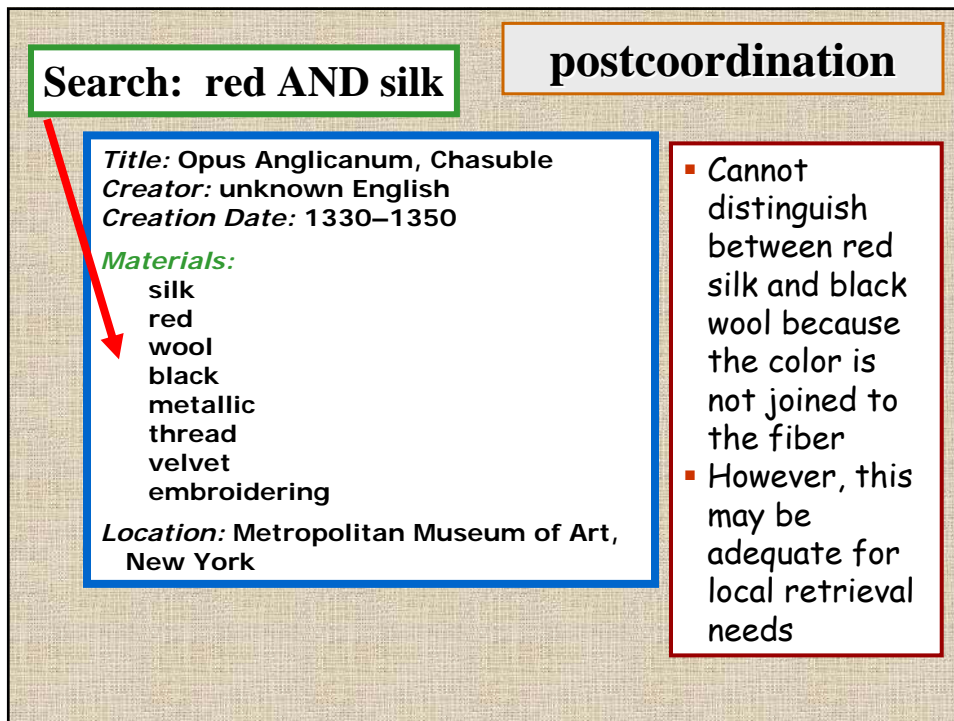 postcoordination
Search: red AND silk
Title: Opus Anglicanum, Chasuble
Creator: unknown English
Creation Date: 1330–1350
Materials:
silk
red
wool
black
metallic
thread
velvet
embroidering
Location: Metropolitan Museum of Art,
New York
▪ Cannot
distinguish
between red
silk and black
wool because
the color is
not joined to
the fiber
▪ However, this
may be
adequate for
local retrieval
needs